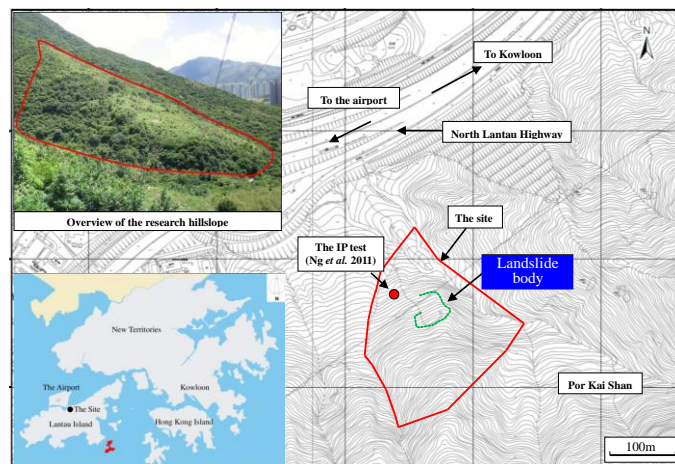 N
To Kowloon
To the airport
North Lantau Highway
Overview of the research hillslope
The site
The IP test
(Ng et al. 2011)
Landslide
body
N
New Territories
The Airport
Kowloon
The Site
Lantau Island
Hong Kong Island
Por Kai Shan
100m